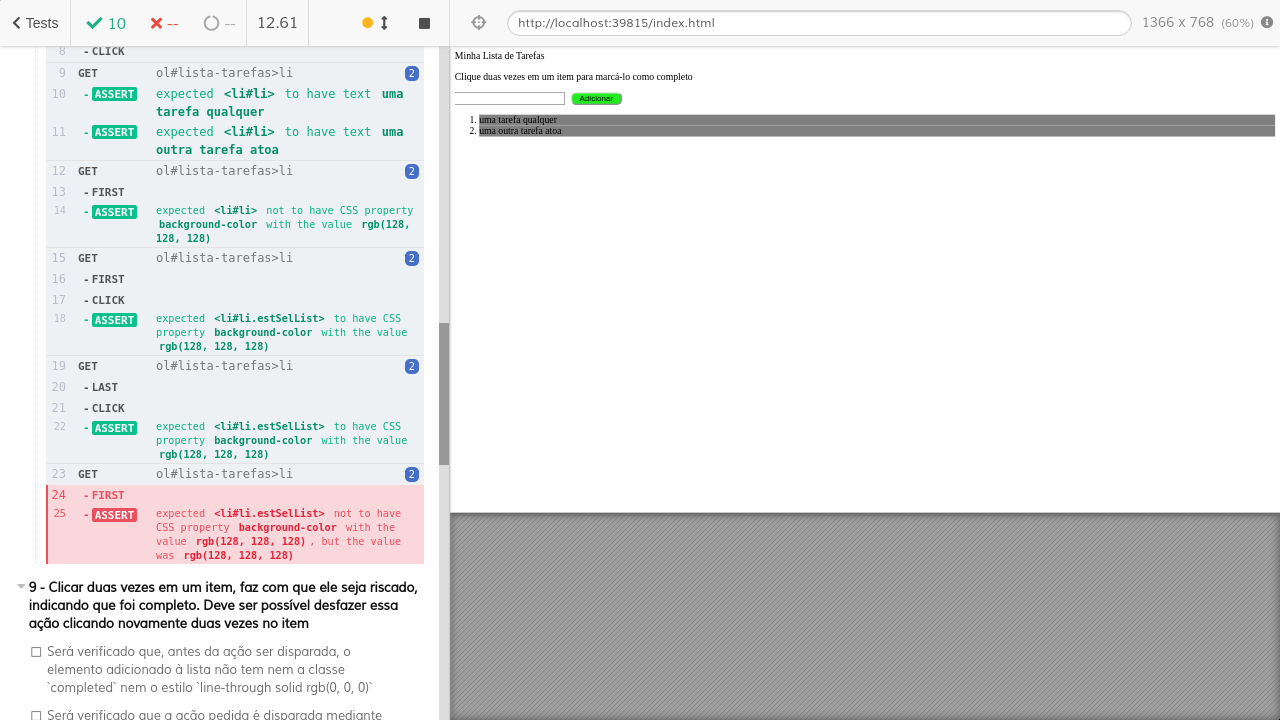 Tests
10
--
--
12.61
8 - CLICK
9 GET ol#lista-tarefas>li 2
10 - ASSERT expected <li#li> to have text uma
tarefa qualquer
11 - ASSERT expected <li#li> to have text uma
outra tarefa atoa
12 GET ol#lista-tarefas>li 2
13 - FIRST
14 - ASSERT expected <li#li> not to have CSS property
background-color with the value rgb(128,
128, 128)
15 GET ol#lista-tarefas>li 2
16 - FIRST
17 - CLICK
18 - ASSERT expected <li#li.estSelList> to have CSS
property background-color with the value
rgb(128, 128, 128)
19 GET ol#lista-tarefas>li 2
20 - LAST
21 - CLICK
22 - ASSERT expected <li#li.estSelList> to have CSS
property background-color with the value
rgb(128, 128, 128)
23 GET ol#lista-tarefas>li 2
24 - FIRST
25 - ASSERT expected <li#li.estSelList> not to have
CSS property background-color with the
value rgb(128, 128, 128), but the value
was rgb(128, 128, 128)
9 - Clicar duas vezes em um item, faz com que ele seja riscado,
indicando que foi completo. Deve ser possível desfazer essa
ação clicando novamente duas vezes no item
Será verificado que, antes da ação ser disparada, o
elemento adicionado à lista não tem nem a classe
`completed` nem o estilo `line-through solid rgb(0, 0, 0)`
Será verificado que a ação pedida é disparada mediante
http://localhost:39815/index.html
1366 x 768 (60%)
Minha Lista de Tarefas
Clique duas vezes em um item para marcá-lo como completo
Adicionar
1. uma tarefa qualquer
2. uma outra tarefa atoa